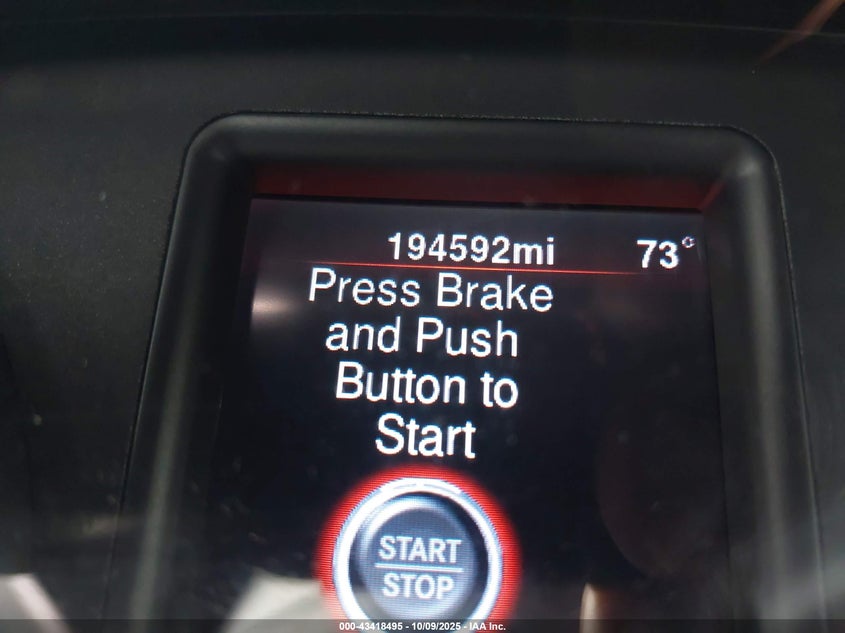 194592mi 73°
Press Brake
and Push
Button to
Start
START
STOP
000-43418495 - 10/09/2025 - IAA Inc.